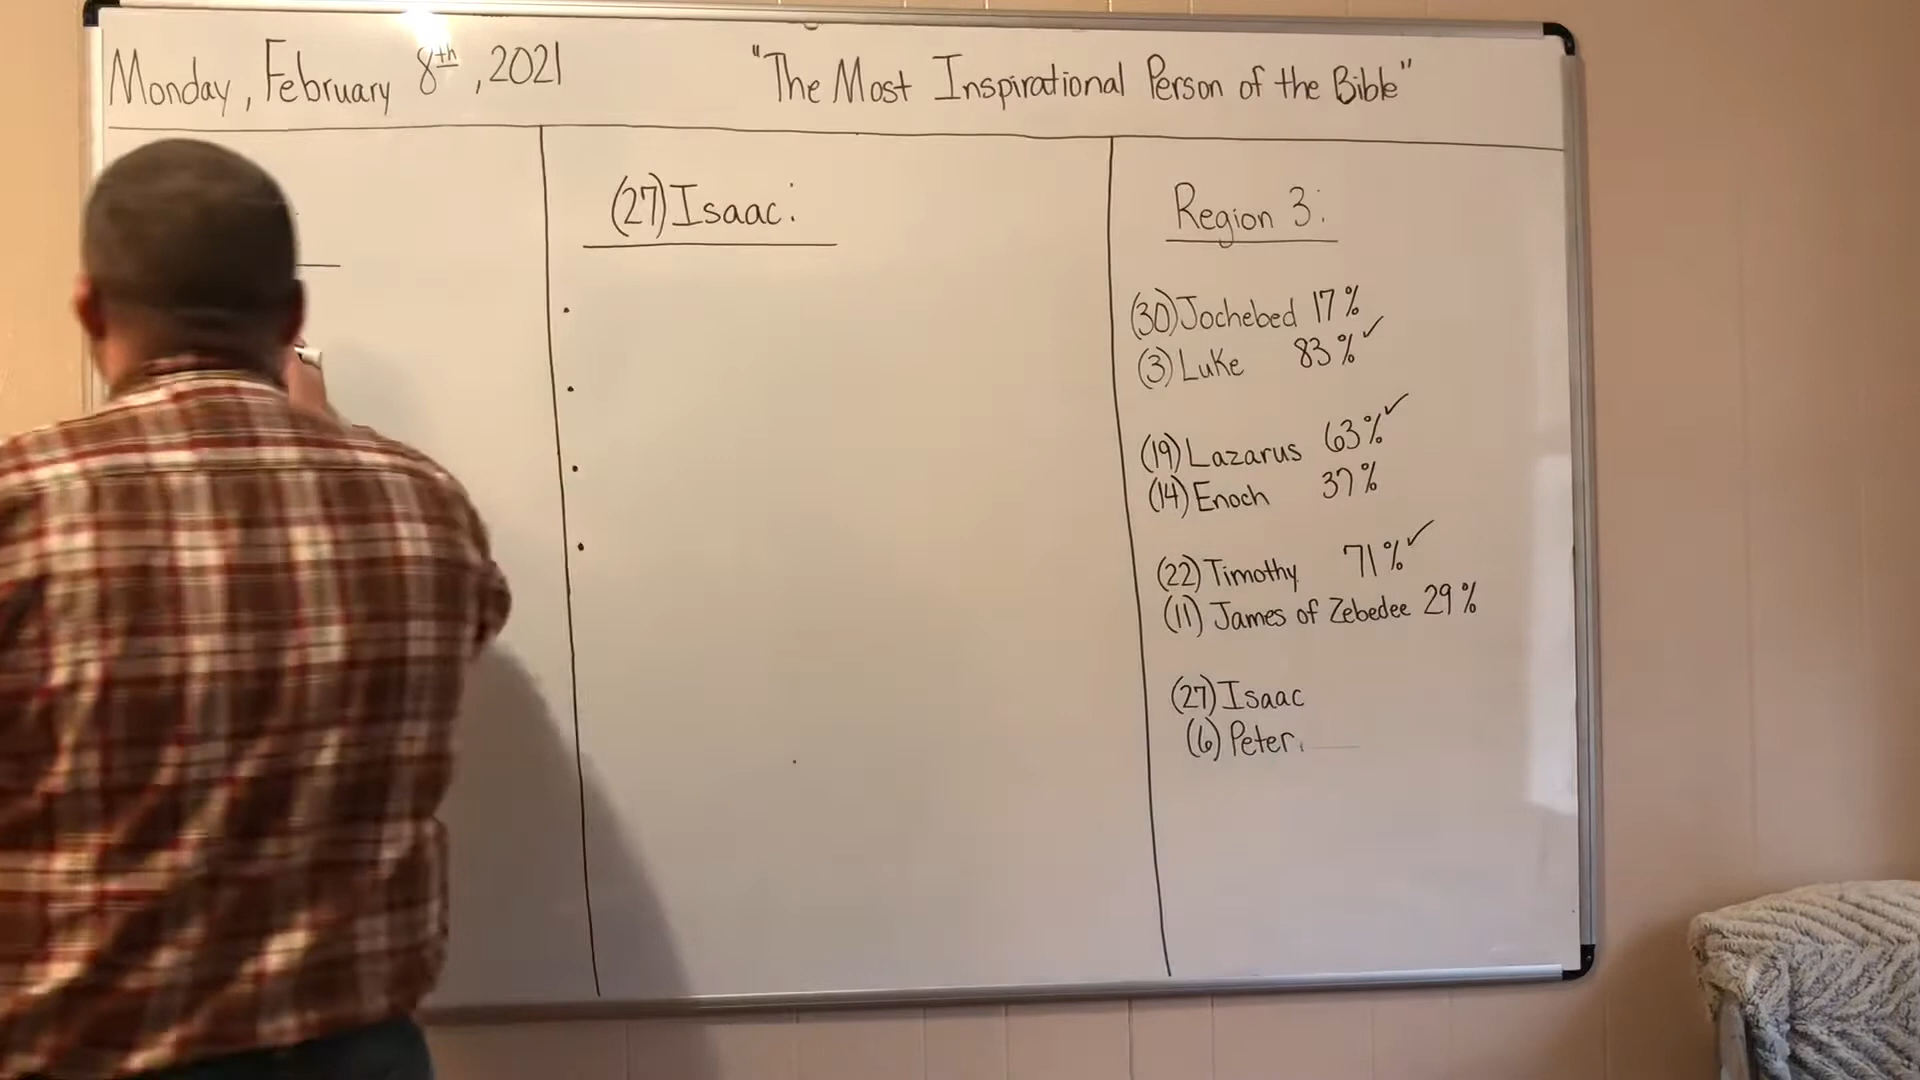 Monday, February 8th, 2021
"The Most Inspirational Person of the Bible"
(27) Isaac:
Region 3:
(30) Jochebed 17%
(3) Luke 83% ✓
(19) Lazarus 63% ✓
(14) Enoch 37%
(22) Timothy 71% ✓
(11) James of Zebedee 29%
(27) Isaac
(6) Peter